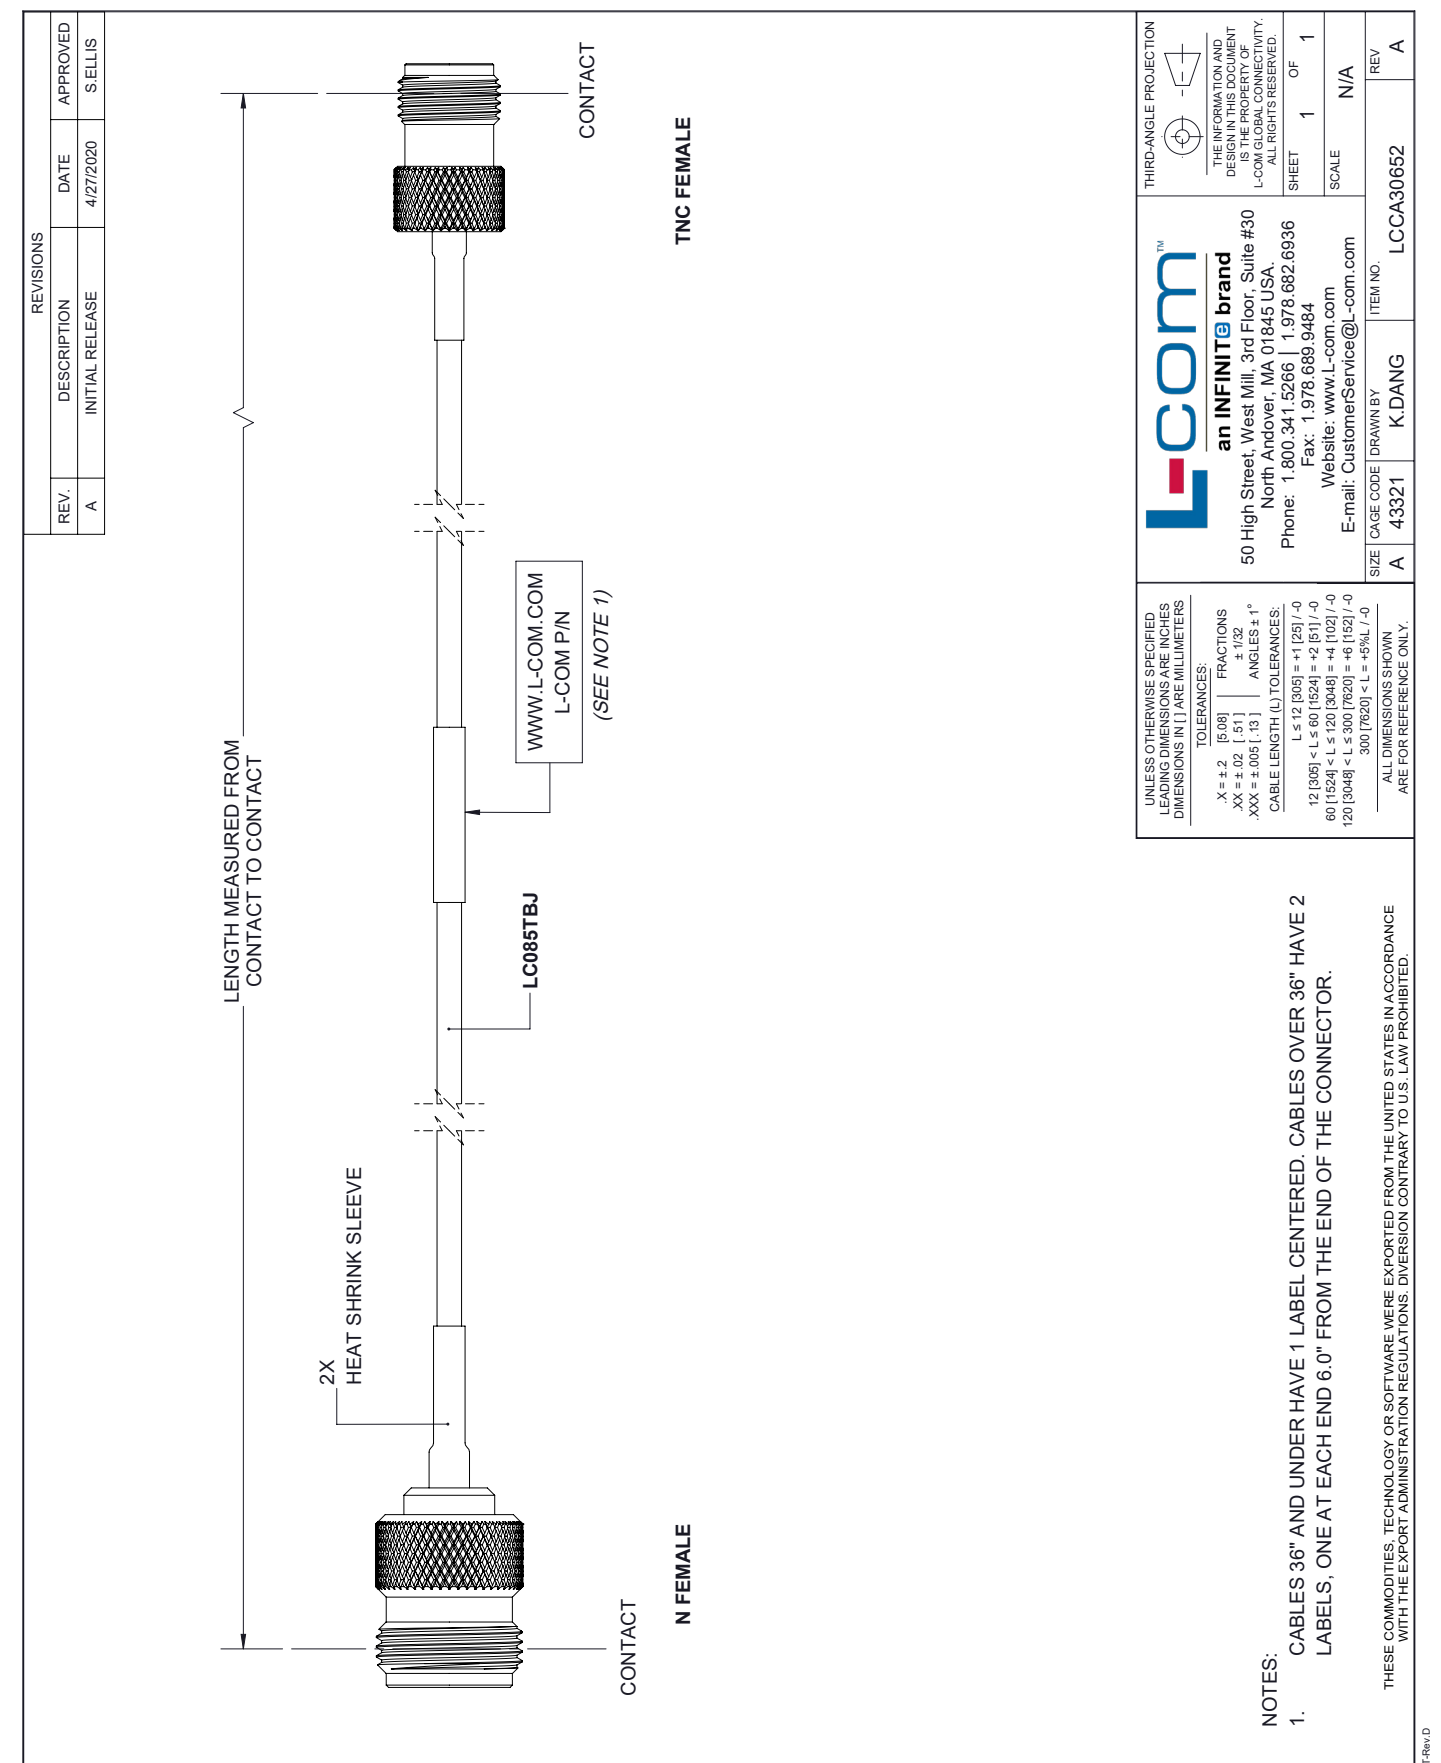 REVISIONS
REV. DESCRIPTION DATE APPROVED
A INITIAL RELEASE 4/27/2020 S.ELLIS
LENGTH MEASURED FROM
CONTACT TO CONTACT
2X
HEAT SHRINK SLEEVE
LC085TBJ
WWW.L-COM.COM
L-COM P/N
(SEE NOTE 1)
CONTACT
CONTACT
N FEMALE
TNC FEMALE
NOTES:
1. CABLES 36" AND UNDER HAVE 1 LABEL CENTERED. CABLES OVER 36" HAVE 2
LABELS, ONE AT EACH END 6.0" FROM THE END OF THE CONNECTOR.
THESE COMMODITIES, TECHNOLOGY OR SOFTWARE WERE EXPORTED FROM THE UNITED STATES IN ACCORDANCE
WITH THE EXPORT ADMINISTRATION REGULATIONS. DIVERSION CONTRARY TO U.S. LAW PROHIBITED.
UNLESS OTHERWISE SPECIFIED
LEADING DIMENSIONS ARE INCHES
DIMENSIONS IN [ ] ARE MILLIMETERS
TOLERANCES:
.X = ±.2 [5.08] FRACTIONS
.XX = ±.02 [.51] ± 1/32
.XXX = ±.005 [.13] ANGLES ± 1°
CABLE LENGTH (L) TOLERANCES:
L ≤ 12 [305] = +1 [25] / -0
12 [305] < L ≤ 60 [1524] = +2 [51] / -0
60 [1524] < L ≤ 120 [3048] = +4 [102] / -0
120 [3048] < L ≤ 300 [7620] = +6 [152] / -0
300 [7620] < L = +5%L / -0
ALL DIMENSIONS SHOWN
ARE FOR REFERENCE ONLY.
L-com™
an INFINITe brand
50 High Street, West Mill, 3rd Floor, Suite #30
North Andover, MA 01845 USA.
Phone: 1.800.341.5266 | 1.978.682.6936
Fax: 1.978.689.9484
Website: www.L-com.com
E-mail: CustomerService@L-com.com
THIRD-ANGLE PROJECTION
THE INFORMATION AND
DESIGN IN THIS DOCUMENT
IS THE PROPERTY OF
L-COM GLOBAL CONNECTIVITY.
ALL RIGHTS RESERVED.
SHEET 1 OF 1
SCALE N/A
SIZE A
CAGE CODE 43321
DRAWN BY K.DANG
ITEM NO. LCCA30652
REV A
T-Rev.D